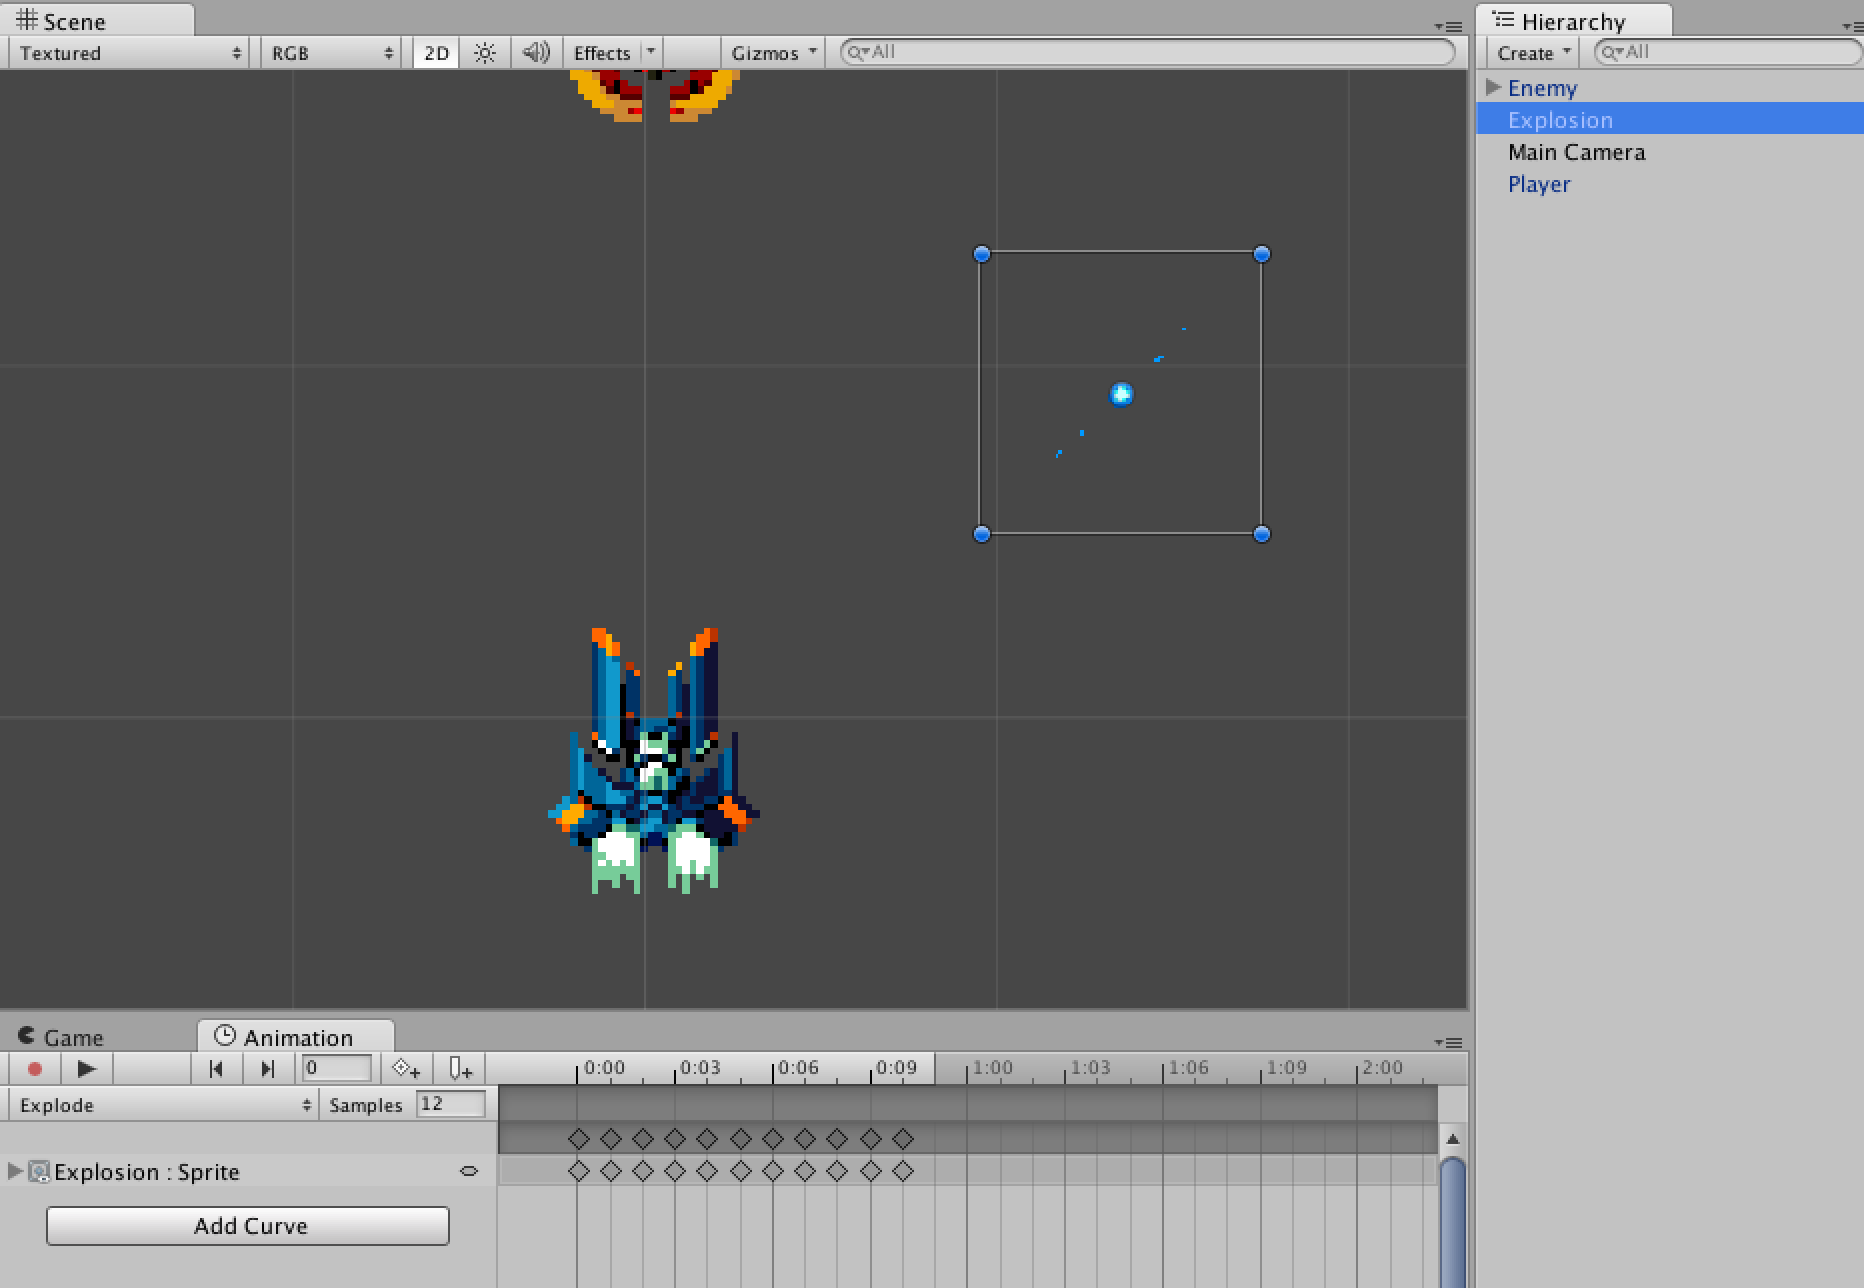 Scene
Textured RGB 2D Effects Gizmos All
Hierarchy
Create All
Enemy
Explosion
Main Camera
Player
Game Animation
0 0:00 0:03 0:06 0:09 1:00 1:03 1:06 1:09 2:00
Explode Samples 12
Explosion : Sprite
Add Curve